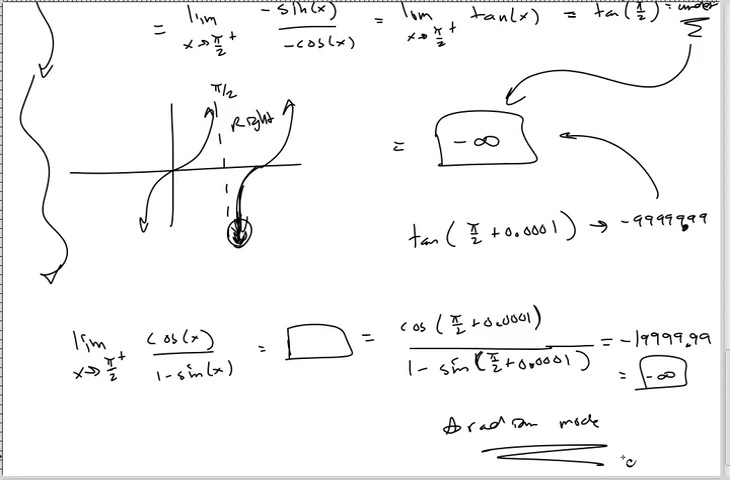 = lim x→π/2⁺ -sin(x)/-cos(x) = lim x→π/2⁺ tan(x) = tan(π/2) =
π/2
Right
= -∞
tan(π/2 + 0.0001) → -9999.99
lim x→π/2⁺ cos(x)/1-sin(x) = = cos(π/2+0.0001)/1-sin(π/2+0.0001) = -19999.99
= -∞
radian mode